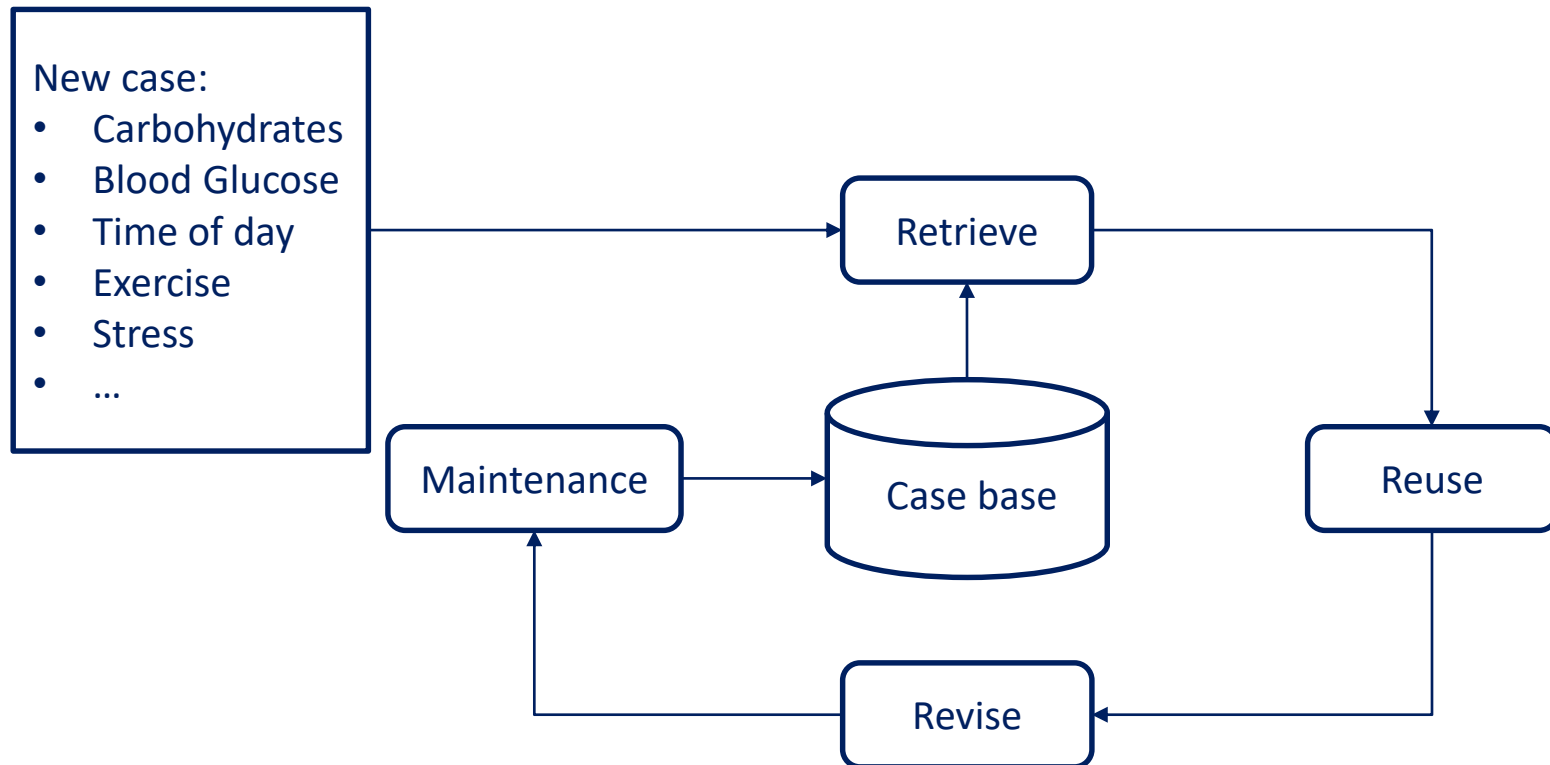 New case:
• Carbohydrates
• Blood Glucose
• Time of day
• Exercise
• Stress
• ...
Retrieve
Maintenance
Case base
Reuse
Revise